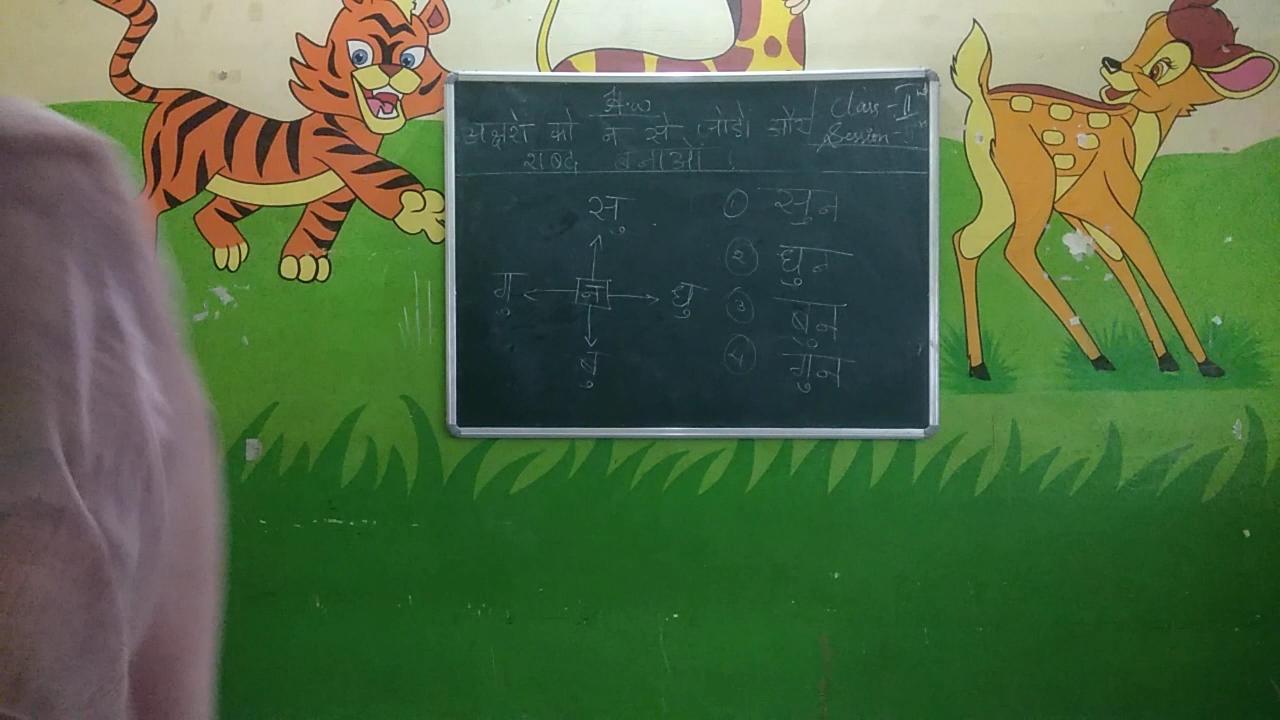 H.W
Class - II
अक्षरो को न से जोडो और
Session -
शब्द बनाओ !
सु
गु न धु
बु
① सुन
② धुन
③ बुन
④ गुन